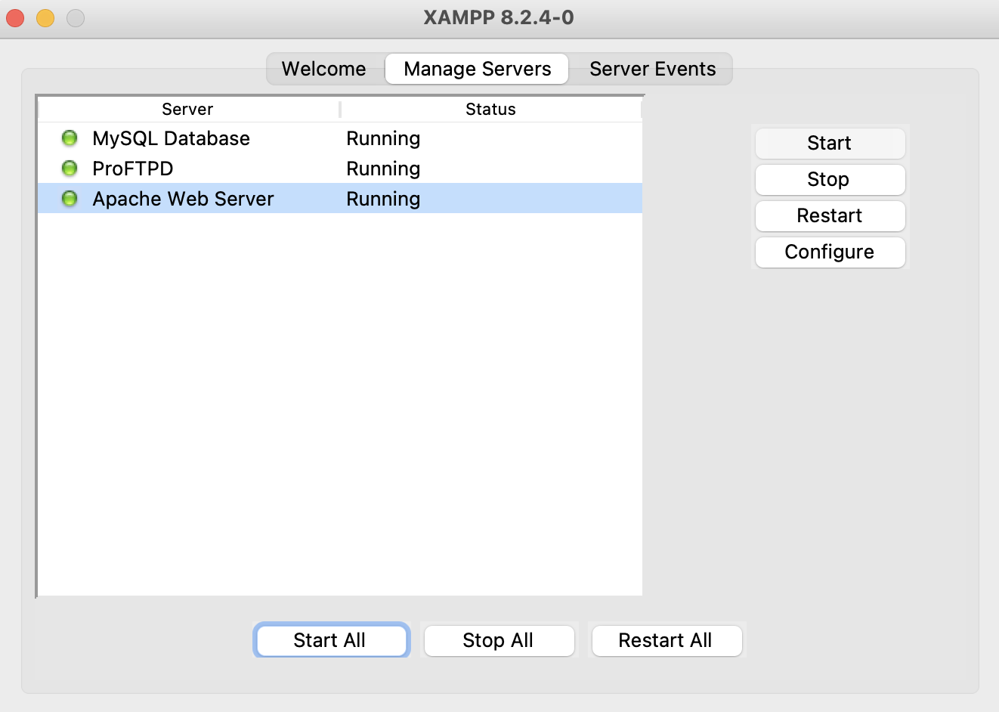 XAMPP 8.2.4-0
Welcome Manage Servers Server Events
Server Status
MySQL Database Running
ProFTPD Running
Apache Web Server Running
Start
Stop
Restart
Configure
Start All Stop All Restart All